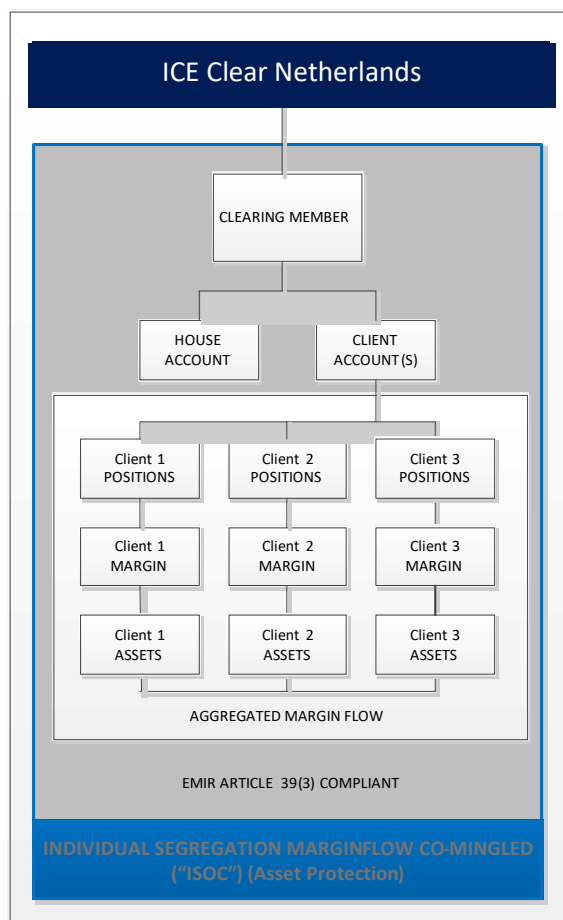 ICE Clear Netherlands
CLEARING MEMBER
HOUSE
ACCOUNT
CLIENT
ACCOUNT(S)
Client 1
POSITIONS
Client 2
POSITIONS
Client 3
POSITIONS
Client 1
MARGIN
Client 2
MARGIN
Client 3
MARGIN
Client 1
ASSETS
Client 2
ASSETS
Client 3
ASSETS
AGGREGATED MARGIN FLOW
EMIR ARTICLE 39(3) COMPLIANT
INDIVIDUAL SEGREGATION MARGINFLOW CO-MINGLED
(“ISOC”) (Asset Protection)